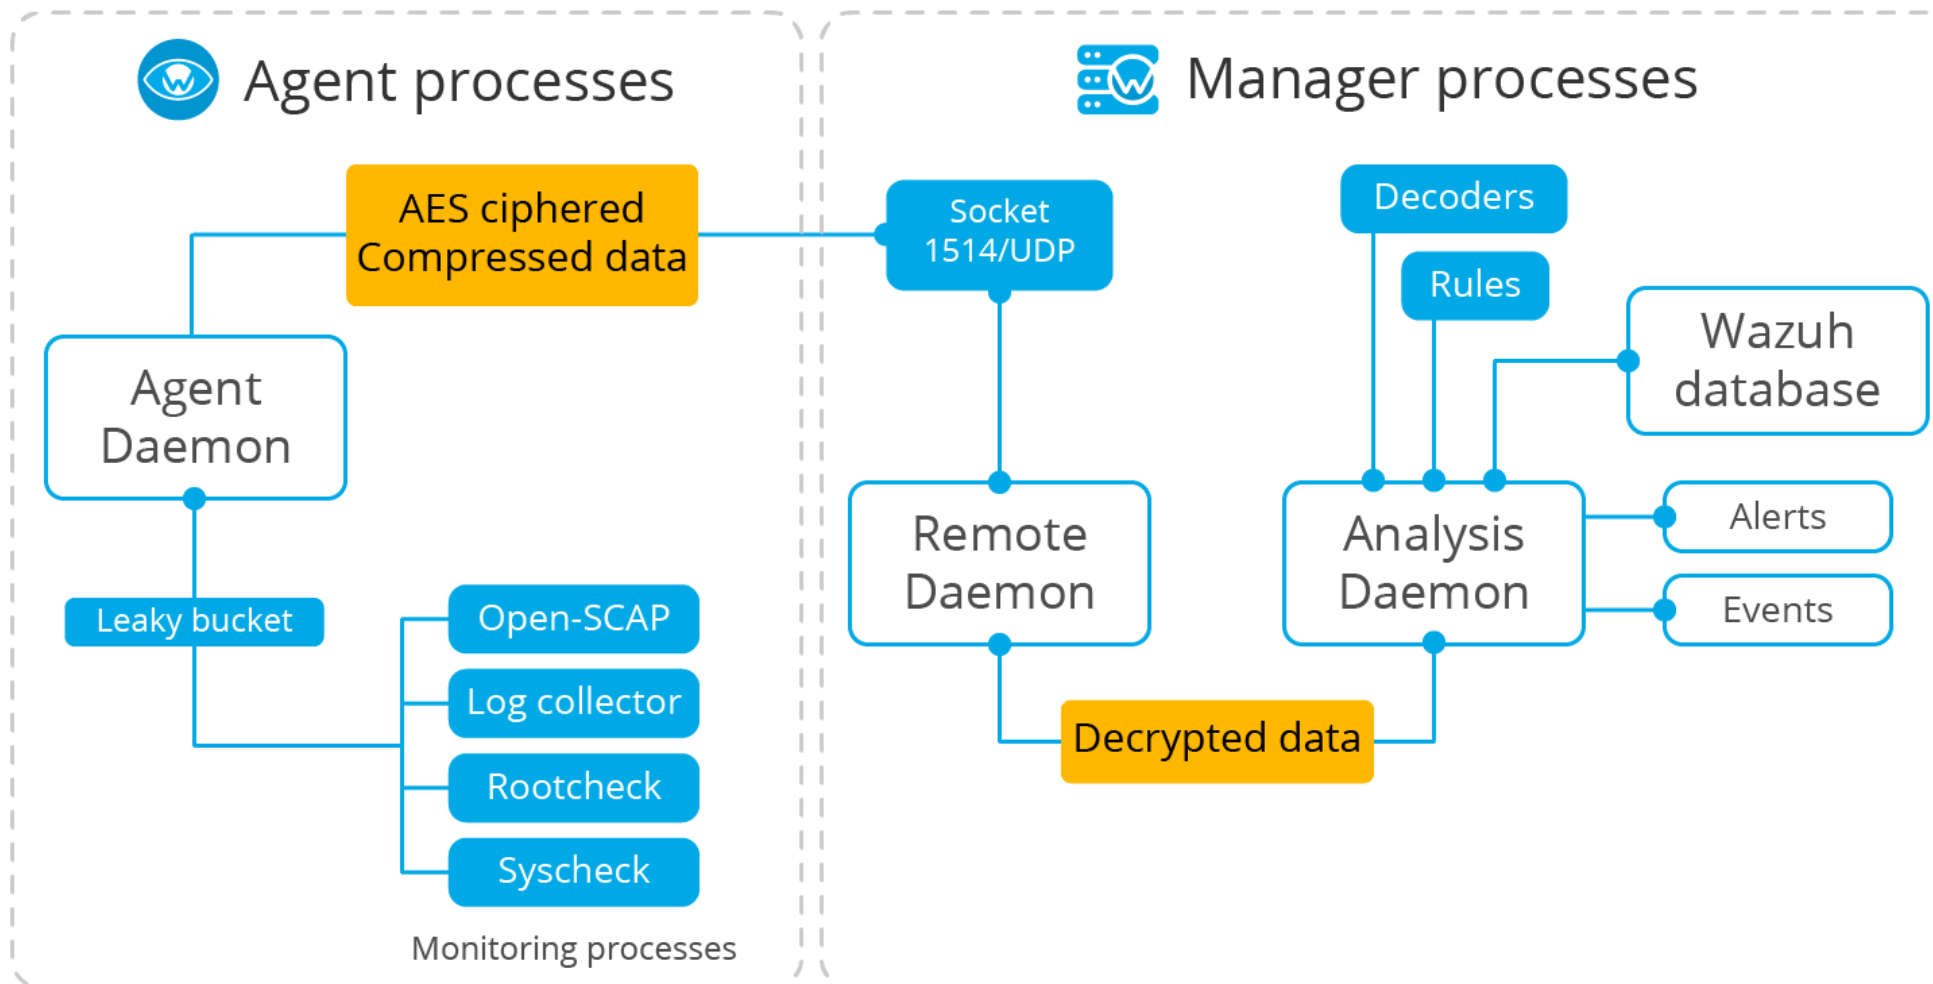 Agent processes
AES ciphered
Compressed data
Agent
Daemon
Leaky bucket
Open-SCAP
Log collector
Rootcheck
Syscheck
Monitoring processes
Manager processes
Socket
1514/UDP
Decoders
Rules
Wazuh
database
Remote
Daemon
Analysis
Daemon
Alerts
Events
Decrypted data